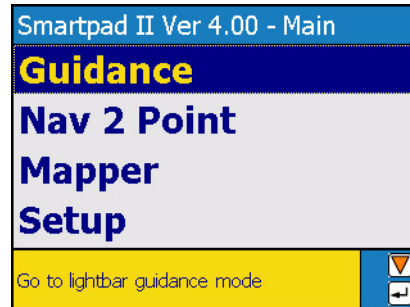 Smartpad II Ver 4.00 - Main
Guidance
Nav 2 Point
Mapper
Setup
Go to lightbar guidance mode